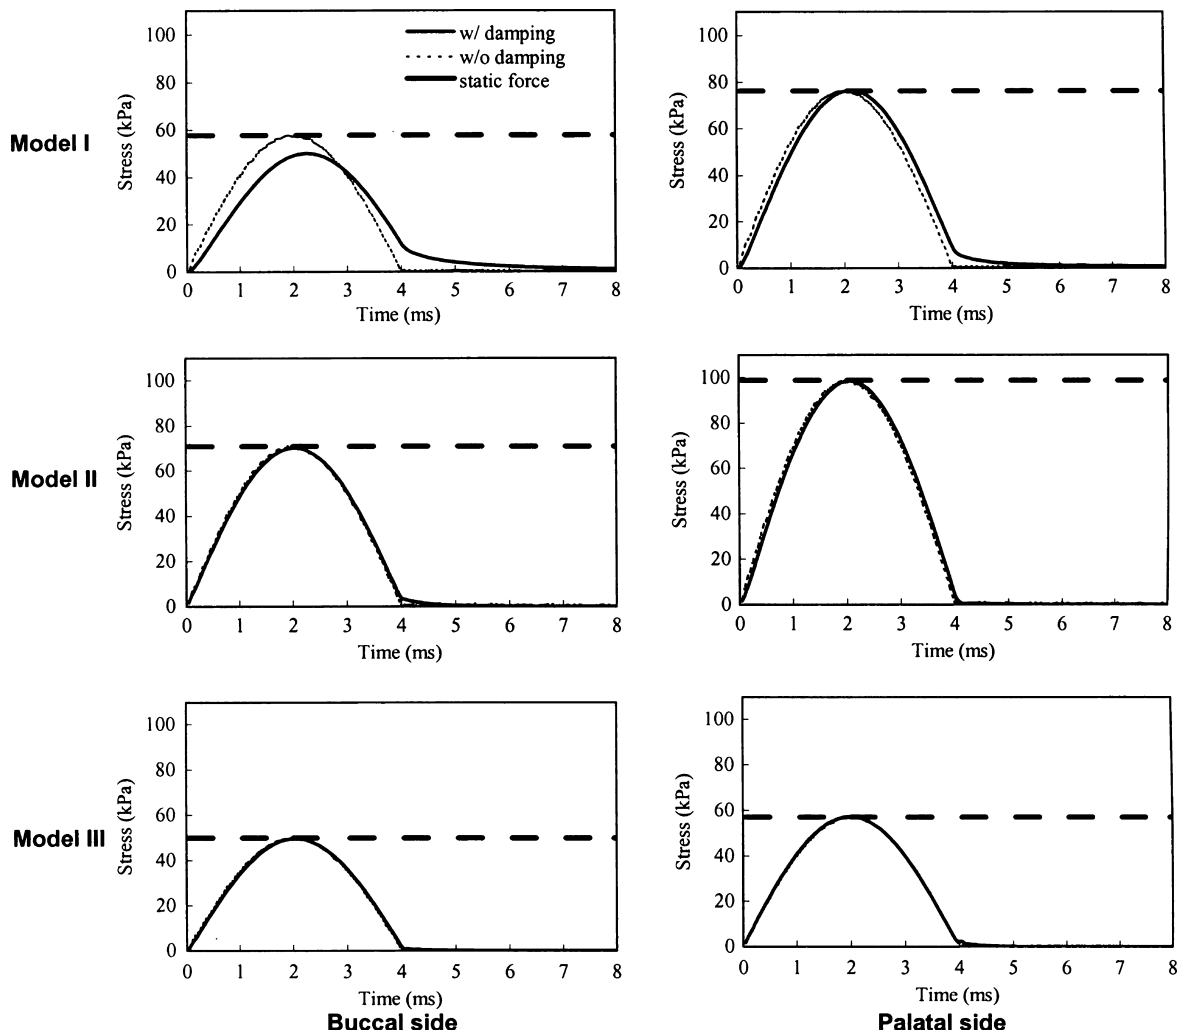 w/ damping
w/o damping
static force
Model I
Stress (kPa)
100
80
60
40
20
0
0 1 2 3 4 5 6 7 8
Time (ms)
Stress (kPa)
100
80
60
40
20
0
0 1 2 3 4 5 6 7 8
Time (ms)
Model II
Stress (kPa)
100
80
60
40
20
0
0 1 2 3 4 5 6 7 8
Time (ms)
Stress (kPa)
100
80
60
40
20
0
0 1 2 3 4 5 6 7 8
Time (ms)
Model III
Stress (kPa)
100
80
60
40
20
0
0 1 2 3 4 5 6 7 8
Time (ms)
Buccal side
Stress (kPa)
100
80
60
40
20
0
0 1 2 3 4 5 6 7 8
Time (ms)
Palatal side